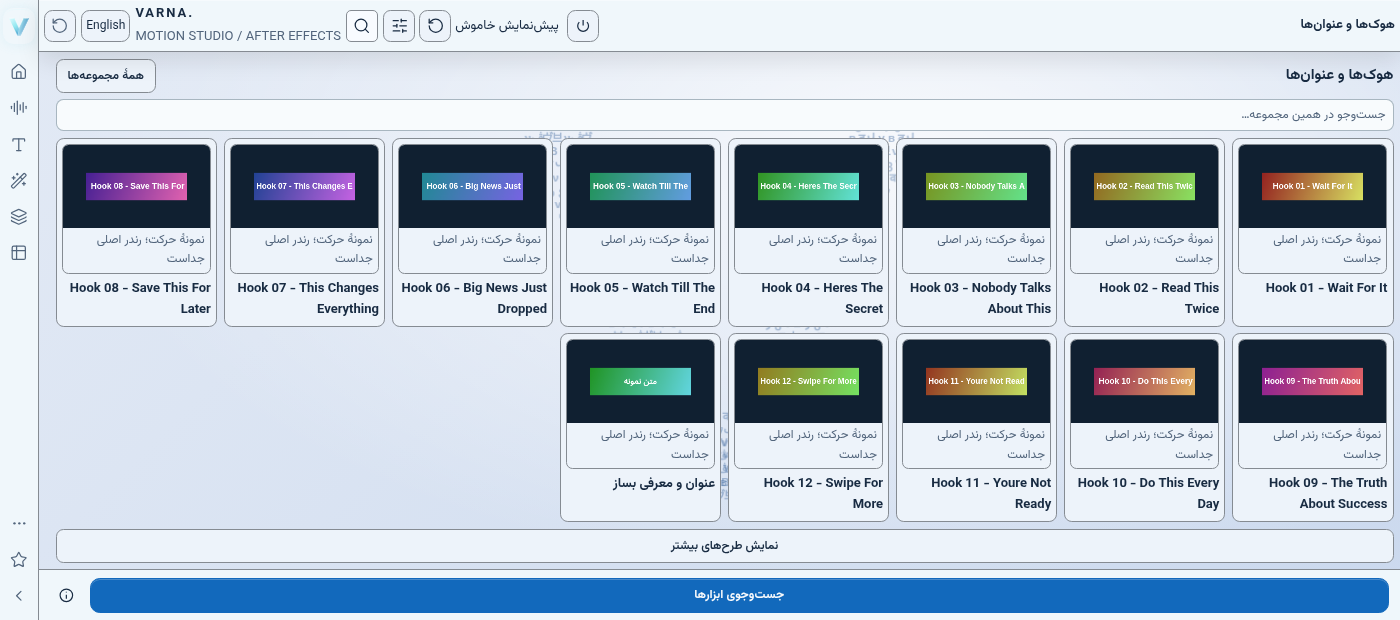 هوک‌ها و عنوان‌ها
پیش‌نمایش خاموش
VARNA.
MOTION STUDIO / AFTER EFFECTS
English
هوک‌ها و عنوان‌ها
همهٔ مجموعه‌ها
جست‌وجو در همین مجموعه…
Hook 01 - Wait For It
نمونهٔ حرکت؛ رندر اصلی
جداست
Hook 01 - Wait For It
Hook 02 - Read This Twic
نمونهٔ حرکت؛ رندر اصلی
جداست
Hook 02 - Read This
Twice
Hook 03 - Nobody Talks A
نمونهٔ حرکت؛ رندر اصلی
جداست
Hook 03 - Nobody Talks
About This
Hook 04 - Heres The Secr
نمونهٔ حرکت؛ رندر اصلی
جداست
Hook 04 - Heres The
Secret
Hook 05 - Watch Till The
نمونهٔ حرکت؛ رندر اصلی
جداست
Hook 05 - Watch Till The
End
Hook 06 - Big News Just
نمونهٔ حرکت؛ رندر اصلی
جداست
Hook 06 - Big News Just
Dropped
Hook 07 - This Changes E
نمونهٔ حرکت؛ رندر اصلی
جداست
Hook 07 - This Changes
Everything
Hook 08 - Save This For
نمونهٔ حرکت؛ رندر اصلی
جداست
Hook 08 - Save This For
Later
Hook 09 - The Truth Abou
نمونهٔ حرکت؛ رندر اصلی
جداست
Hook 09 - The Truth
About Success
Hook 10 - Do This Every
نمونهٔ حرکت؛ رندر اصلی
جداست
Hook 10 - Do This Every
Day
Hook 11 - Youre Not Read
نمونهٔ حرکت؛ رندر اصلی
جداست
Hook 11 - Youre Not
Ready
Hook 12 - Swipe For More
نمونهٔ حرکت؛ رندر اصلی
جداست
Hook 12 - Swipe For
More
متن نمونه
نمونهٔ حرکت؛ رندر اصلی
جداست
عنوان و معرفی بساز
نمایش طرح‌های بیشتر
جست‌وجوی ابزارها